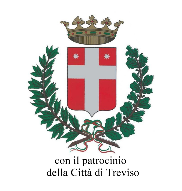 con il patrocinio
della Città di Treviso